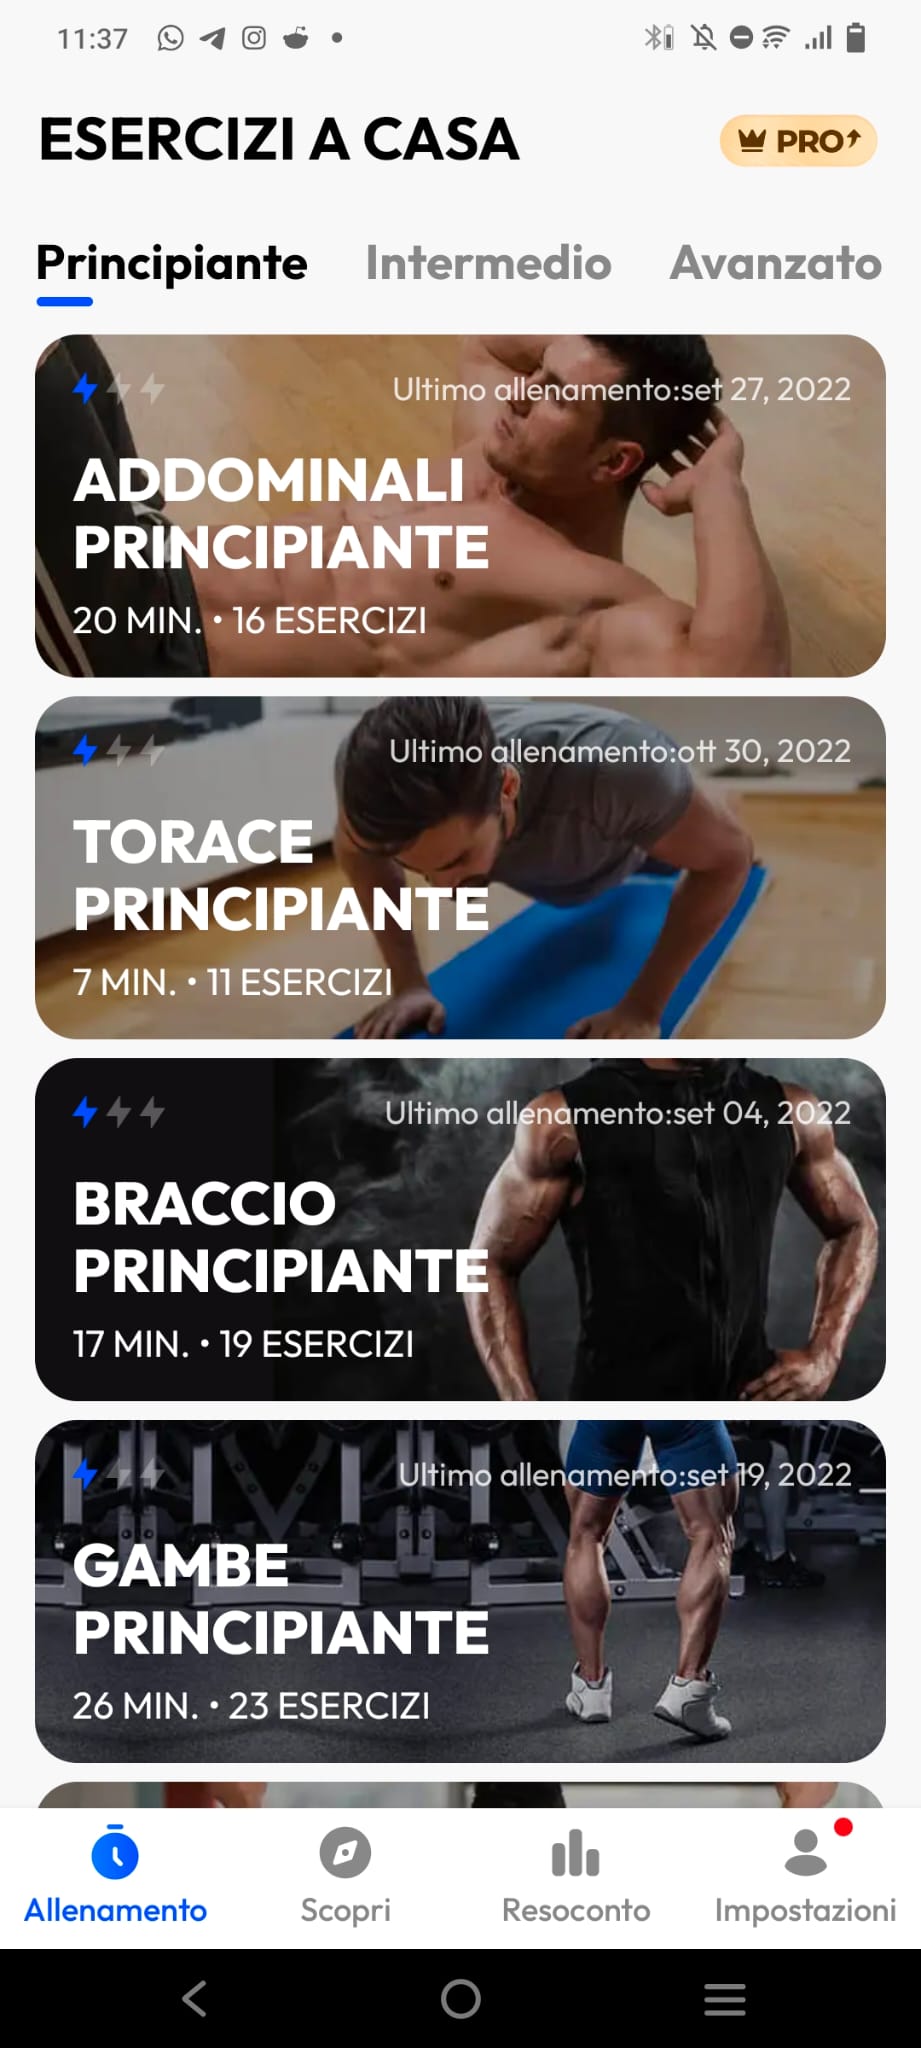 11:37
ESERCIZI A CASA
PRO
Principiante Intermedio Avanzato
Ultimo allenamento:set 27, 2022
ADDOMINALI
PRINCIPIANTE
20 MIN. • 16 ESERCIZI
Ultimo allenamento:ott 30, 2022
TORACE
PRINCIPIANTE
7 MIN. • 11 ESERCIZI
Ultimo allenamento:set 04, 2022
BRACCIO
PRINCIPIANTE
17 MIN. • 19 ESERCIZI
Ultimo allenamento:set 19, 2022
GAMBE
PRINCIPIANTE
26 MIN. • 23 ESERCIZI
Allenamento Scopri Resoconto Impostazioni